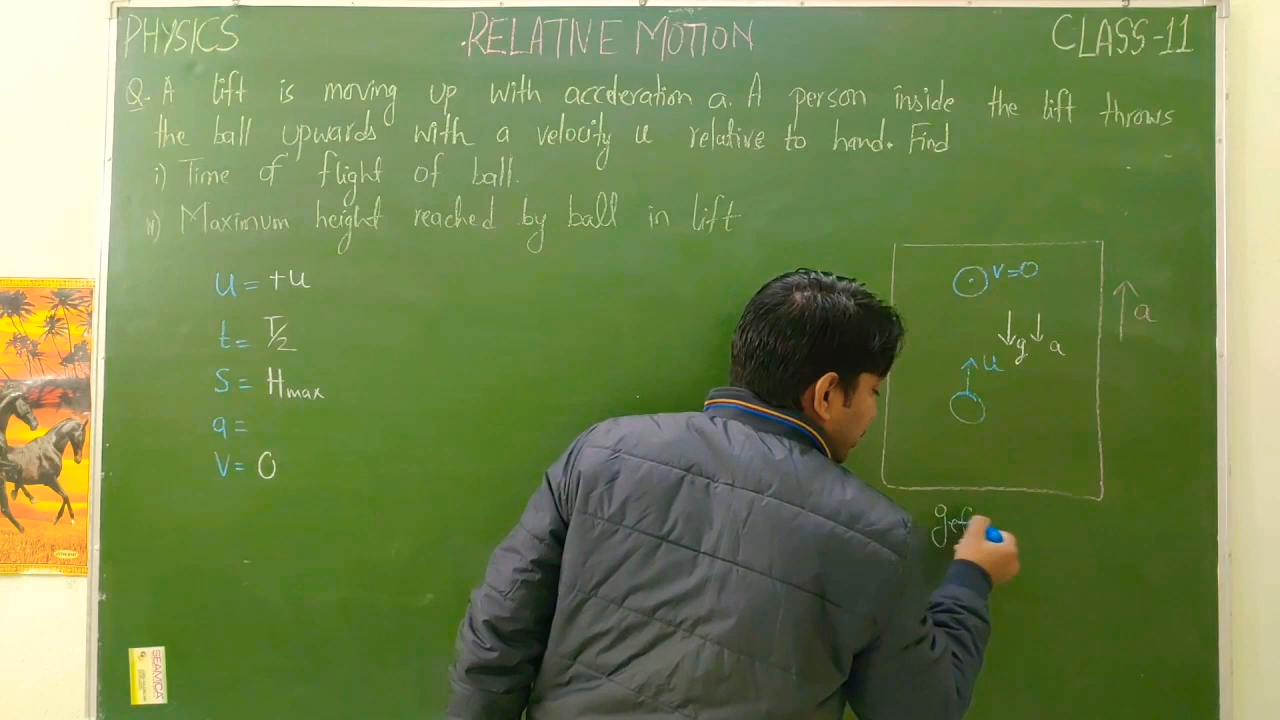 PHYSICS RELATIVE MOTION CLASS-11
Q. A lift is moving up with acceleration a. A person inside the lift throws
the ball upwards with a velocity u relative to hand. Find
i) Time of flight of ball.
ii) Maximum height reached by ball in lift
u = +u
t = T/2
S = Hmax
a =
V = 0
V=0
g a
u
a
gef
SEAMICA